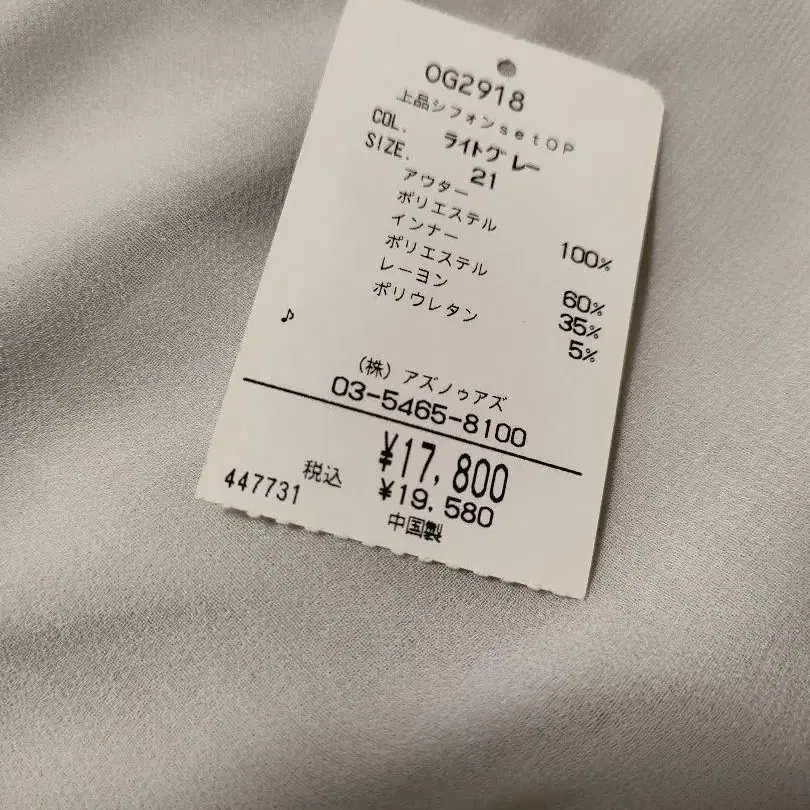 OG2918
上品シフォンsetOP
COL. ライトグレー
SIZE. 21
アウター
ポリエステル 100%
インナー
ポリエステル 60%
レーヨン 35%
ポリウレタン 5%
♪
(株) アズノゥアズ
03-5465-8100
¥17,800
税込 ¥19,580
447731 中国製